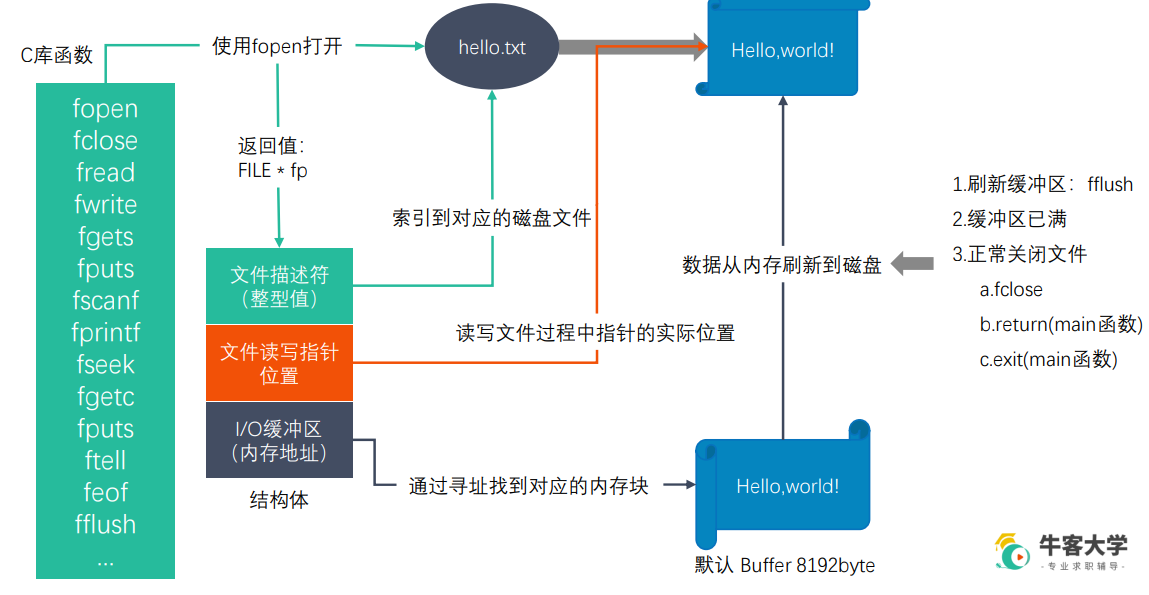 C库函数
fopen
fclose
fread
fwrite
fgets
fputs
fscanf
fprintf
fseek
fgetc
fputs
ftell
feof
fflush
...
使用fopen打开
hello.txt
Hello,world!
返回值：
FILE * fp
索引到对应的磁盘文件
文件描述符
（整型值）
文件读写指针
位置
I/O缓冲区
（内存地址）
结构体
读写文件过程中指针的实际位置
数据从内存刷新到磁盘
1.刷新缓冲区：fflush
2.缓冲区已满
3.正常关闭文件
a.fclose
b.return(main函数)
c.exit(main函数)
通过寻址找到对应的内存块
Hello,world!
默认 Buffer 8192byte
牛客大学
-专业求职辅导-